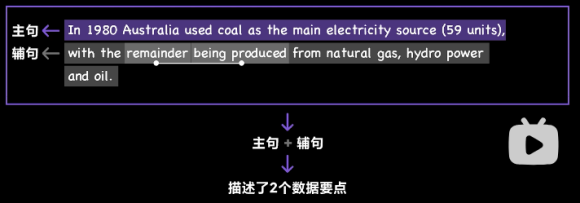 主句 ← In 1980 Australia used coal as the main electricity source (59 units),
辅句 ← with the remainder being produced from natural gas, hydro power
and oil.
主句 + 辅句
描述了2个数据要点